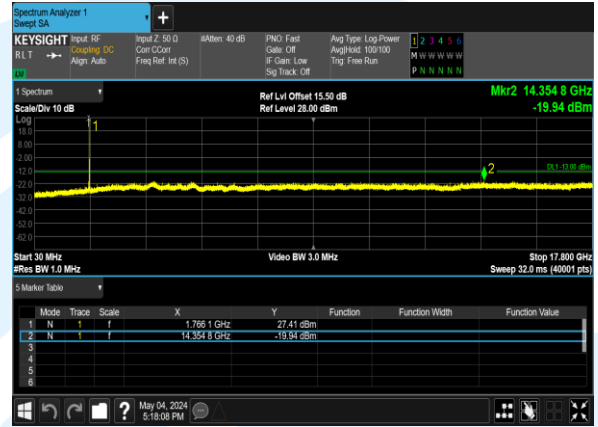 Spectrum Analyzer 1
Swept SA
KEYSIGHT Input: RF Input Z: 50 Ω #Atten: 40 dB PNO: Fast Avg Type: Log-Power 1 2 3 4 5 6
RLT Coupling: DC Corr CCorr Gate: Off Avg|Hold: 100/100 M W W W W W
Align: Auto Freq Ref: Int (S) IF Gain: Low Trig: Free Run P N N N N N
LNI Sig Track: Off
1 Spectrum Ref Lvl Offset 15.50 dB Mkr2 14.354 8 GHz
Scale/Div 10 dB Ref Level 28.00 dBm -19.94 dBm
Log
18.0
8.00
-2.00
-12.0
-22.0
-32.0
-42.0
-52.0
-62.0
1
2
DL1 -13.00 dBm
Start 30 MHz Video BW 3.0 MHz Stop 17.800 GHz
#Res BW 1.0 MHz Sweep 32.0 ms (40001 pts)
5 Marker Table
Mode Trace Scale X Y Function Function Width Function Value
1 N 1 f 1.766 1 GHz 27.41 dBm
2 N 1 f 14.354 8 GHz -19.94 dBm
3
4
5
6
May 04, 2024
5:18:08 PM